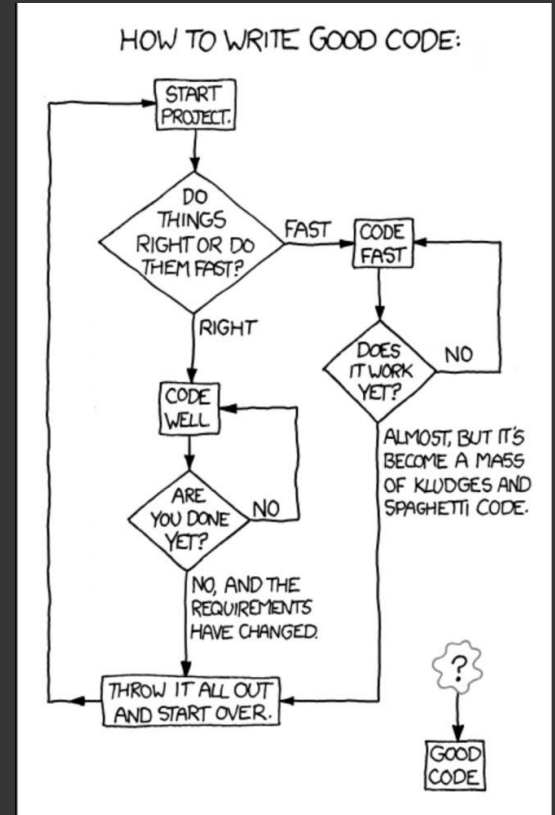 HOW TO WRITE GOOD CODE:
START
PROJECT.
DO
THINGS
RIGHT OR DO
THEM FAST?
FAST
CODE
FAST
RIGHT
DOES
IT WORK
YET?
NO
CODE
WELL
ALMOST, BUT IT'S
BECOME A MASS
OF KLUDGES AND
SPAGHETTI CODE.
ARE
YOU DONE
YET?
NO
NO, AND THE
REQUIREMENTS
HAVE CHANGED.
THROW IT ALL OUT
AND START OVER.
?
GOOD
CODE